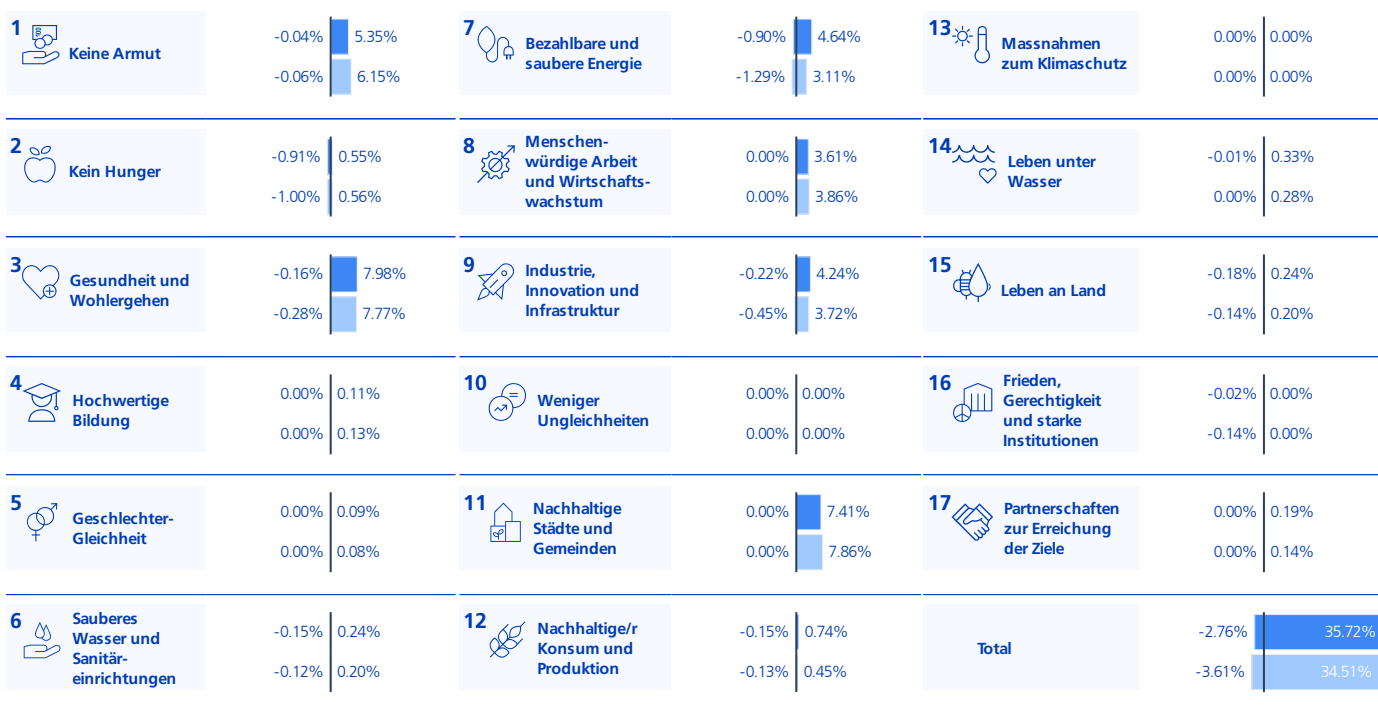 1
Keine Armut
-0.04%
5.35%
-0.06%
6.15%
2
Kein Hunger
-0.91%
0.55%
-1.00%
0.56%
3
Gesundheit und
Wohlergehen
-0.16%
7.98%
-0.28%
7.77%
4
Hochwertige
Bildung
0.00%
0.11%
0.00%
0.13%
5
Geschlechter-
Gleichheit
0.00%
0.09%
0.00%
0.08%
6
Sauberes
Wasser und
Sanitär-
einrichtungen
-0.15%
0.24%
-0.12%
0.20%
7
Bezahlbare und
saubere Energie
-0.90%
4.64%
-1.29%
3.11%
8
Menschen-
würdige Arbeit
und Wirtschafts-
wachstum
0.00%
3.61%
0.00%
3.86%
9
Industrie,
Innovation und
Infrastruktur
-0.22%
4.24%
-0.45%
3.72%
10
Weniger
Ungleichheiten
0.00%
0.00%
0.00%
0.00%
11
Nachhaltige
Städte und
Gemeinden
0.00%
7.41%
0.00%
7.86%
12
Nachhaltige/r
Konsum und
Produktion
-0.15%
0.74%
-0.13%
0.45%
13
Massnahmen
zum Klimaschutz
0.00%
0.00%
0.00%
0.00%
14
Leben unter
Wasser
-0.01%
0.33%
0.00%
0.28%
15
Leben an Land
-0.18%
0.24%
-0.14%
0.20%
16
Frieden,
Gerechtigkeit
und starke
Institutionen
-0.02%
0.00%
-0.14%
0.00%
17
Partnerschaften
zur Erreichung
der Ziele
0.00%
0.19%
0.00%
0.14%
Total
-2.76%
35.72%
-3.61%
34.51%